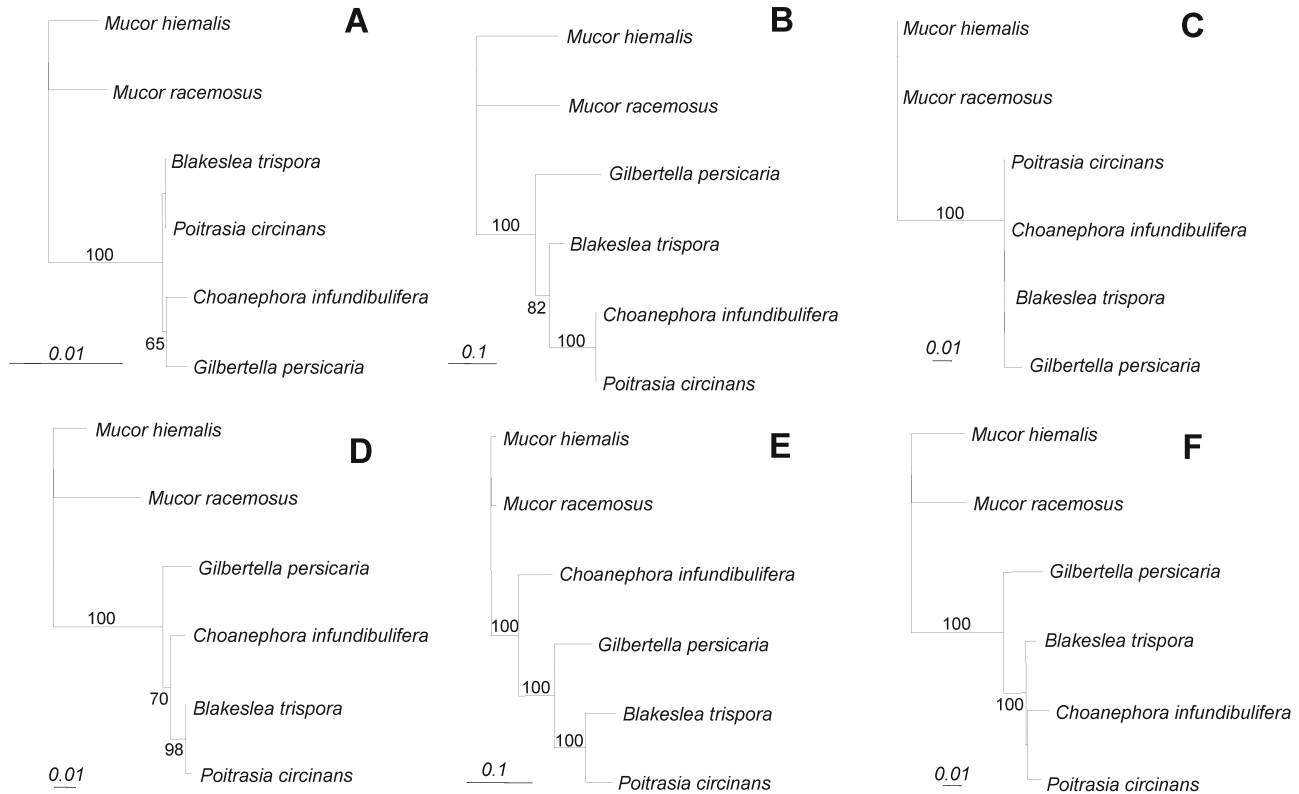 A
Mucor hiemalis
Mucor racemosus
Blakeslea trispora
Poitrasia circinans
100
Choanephora infundibulifera
65
0.01
Gilbertella persicaria
B
Mucor hiemalis
Mucor racemosus
Gilbertella persicaria
100
Blakeslea trispora
82
Choanephora infundibulifera
100
0.1
Poitrasia circinans
C
Mucor hiemalis
Mucor racemosus
Poitrasia circinans
100
Choanephora infundibulifera
Blakeslea trispora
0.01
Gilbertella persicaria
D
Mucor hiemalis
Mucor racemosus
Gilbertella persicaria
100
Choanephora infundibulifera
70
Blakeslea trispora
98
0.01
Poitrasia circinans
E
Mucor hiemalis
Mucor racemosus
Choanephora infundibulifera
100
Gilbertella persicaria
100
Blakeslea trispora
100
0.1
Poitrasia circinans
F
Mucor hiemalis
Mucor racemosus
Gilbertella persicaria
100
Blakeslea trispora
100
Choanephora infundibulifera
0.01
Poitrasia circinans